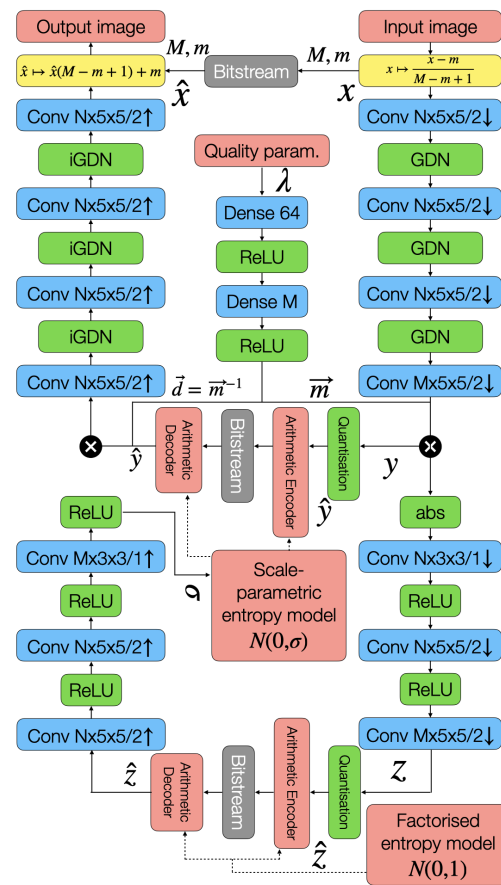 Output image
Input image
M, m
M, m
x̂ ↦ x̂(M − m + 1) + m
Bitstream
x ↦ x − m / M − m + 1
x̂
x
Conv Nx5x5/2↑
Conv Nx5x5/2↓
iGDN
Quality param.
GDN
λ
Conv Nx5x5/2↑
Dense 64
Conv Nx5x5/2↓
iGDN
ReLU
GDN
Conv Nx5x5/2↑
Dense M
Conv Nx5x5/2↓
iGDN
ReLU
GDN
Conv Nx5x5/2↑
d⃗ = m⃗⁻¹
m⃗
Conv Mx5x5/2↓
ŷ
Arithmetic
Decoder
Bitstream
Arithmetic Encoder
ŷ
Quantisation
y
ReLU
abs
Conv Mx3x3/1↑
σ
Scale-
parametric
entropy model
N(0,σ)
Conv Nx3x3/1↓
ReLU
ReLU
Conv Nx5x5/2↑
Conv Nx5x5/2↓
ReLU
ReLU
Conv Nx5x5/2↑
Conv Mx5x5/2↓
ẑ
Arithmetic
Decoder
Bitstream
Arithmetic Encoder
ẑ
Quantisation
z
Factorised
entropy model
N(0,1)